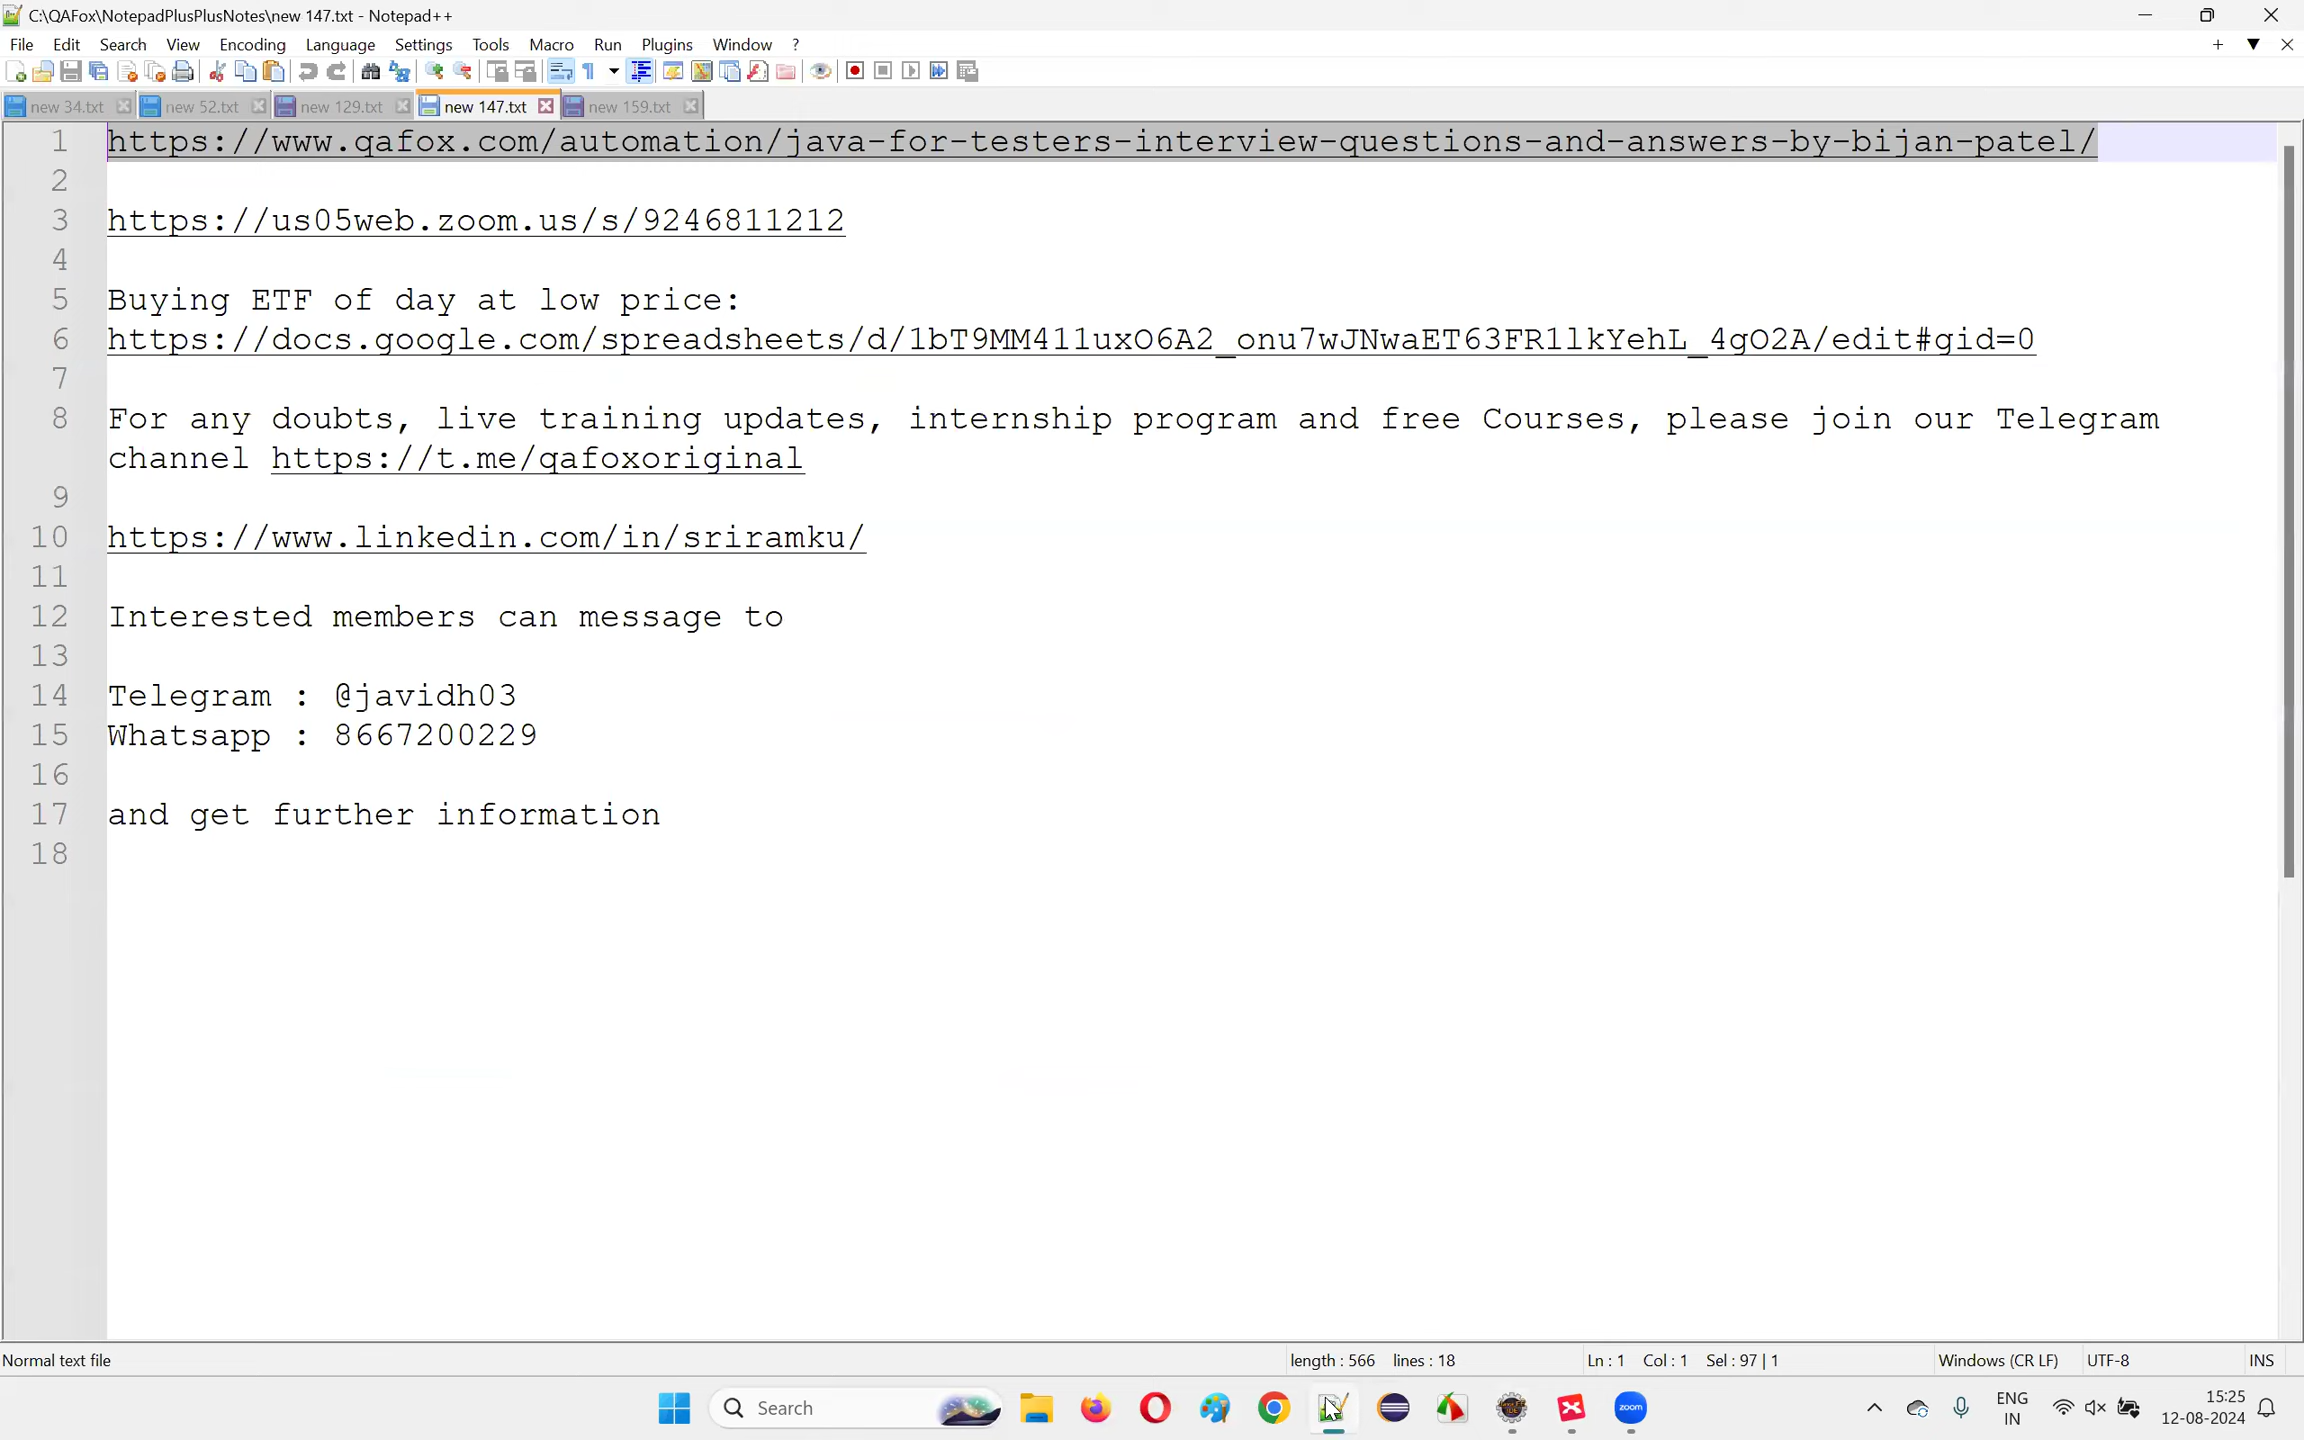 C:\QAFox\NotepadPlusPlusNotes\new 147.txt - Notepad++
File Edit Search View Encoding Language Settings Tools Macro Run Plugins Window ?
new 34.txt new 52.txt new 129.txt new 147.txt new 159.txt
1 https://www.qafox.com/automation/java-for-testers-interview-questions-and-answers-by-bijan-patel/
2
3 https://us05web.zoom.us/s/9246811212
4
5 Buying ETF of day at low price:
6 https://docs.google.com/spreadsheets/d/1bT9MM411uxO6A2_onu7wJNwaET63FR1lkYehL_4gO2A/edit#gid=0
7
8 For any doubts, live training updates, internship program and free Courses, please join our Telegram
channel https://t.me/qafoxoriginal
9
10 https://www.linkedin.com/in/sriramku/
11
12 Interested members can message to
13
14 Telegram : @javidh03
15 Whatsapp : 8667200229
16
17 and get further information
18
Normal text file length : 566 lines : 18 Ln : 1 Col : 1 Sel : 97 | 1 Windows (CR LF) UTF-8 INS
Search zoom ENG 15:25
IN 12-08-2024